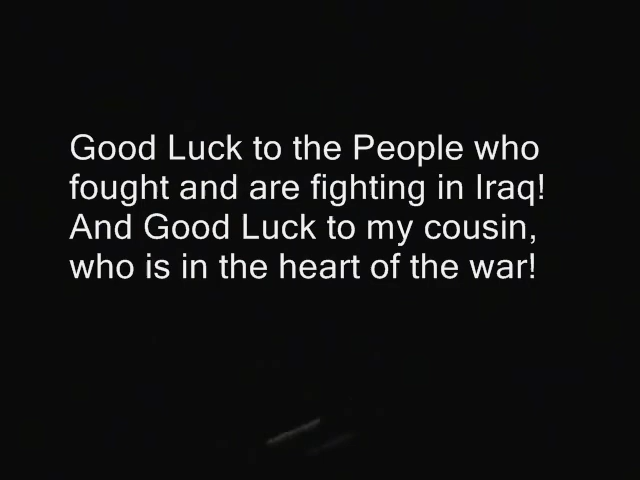 Good Luck to the People who
fought and are fighting in Iraq!
And Good Luck to my cousin,
who is in the heart of the war!